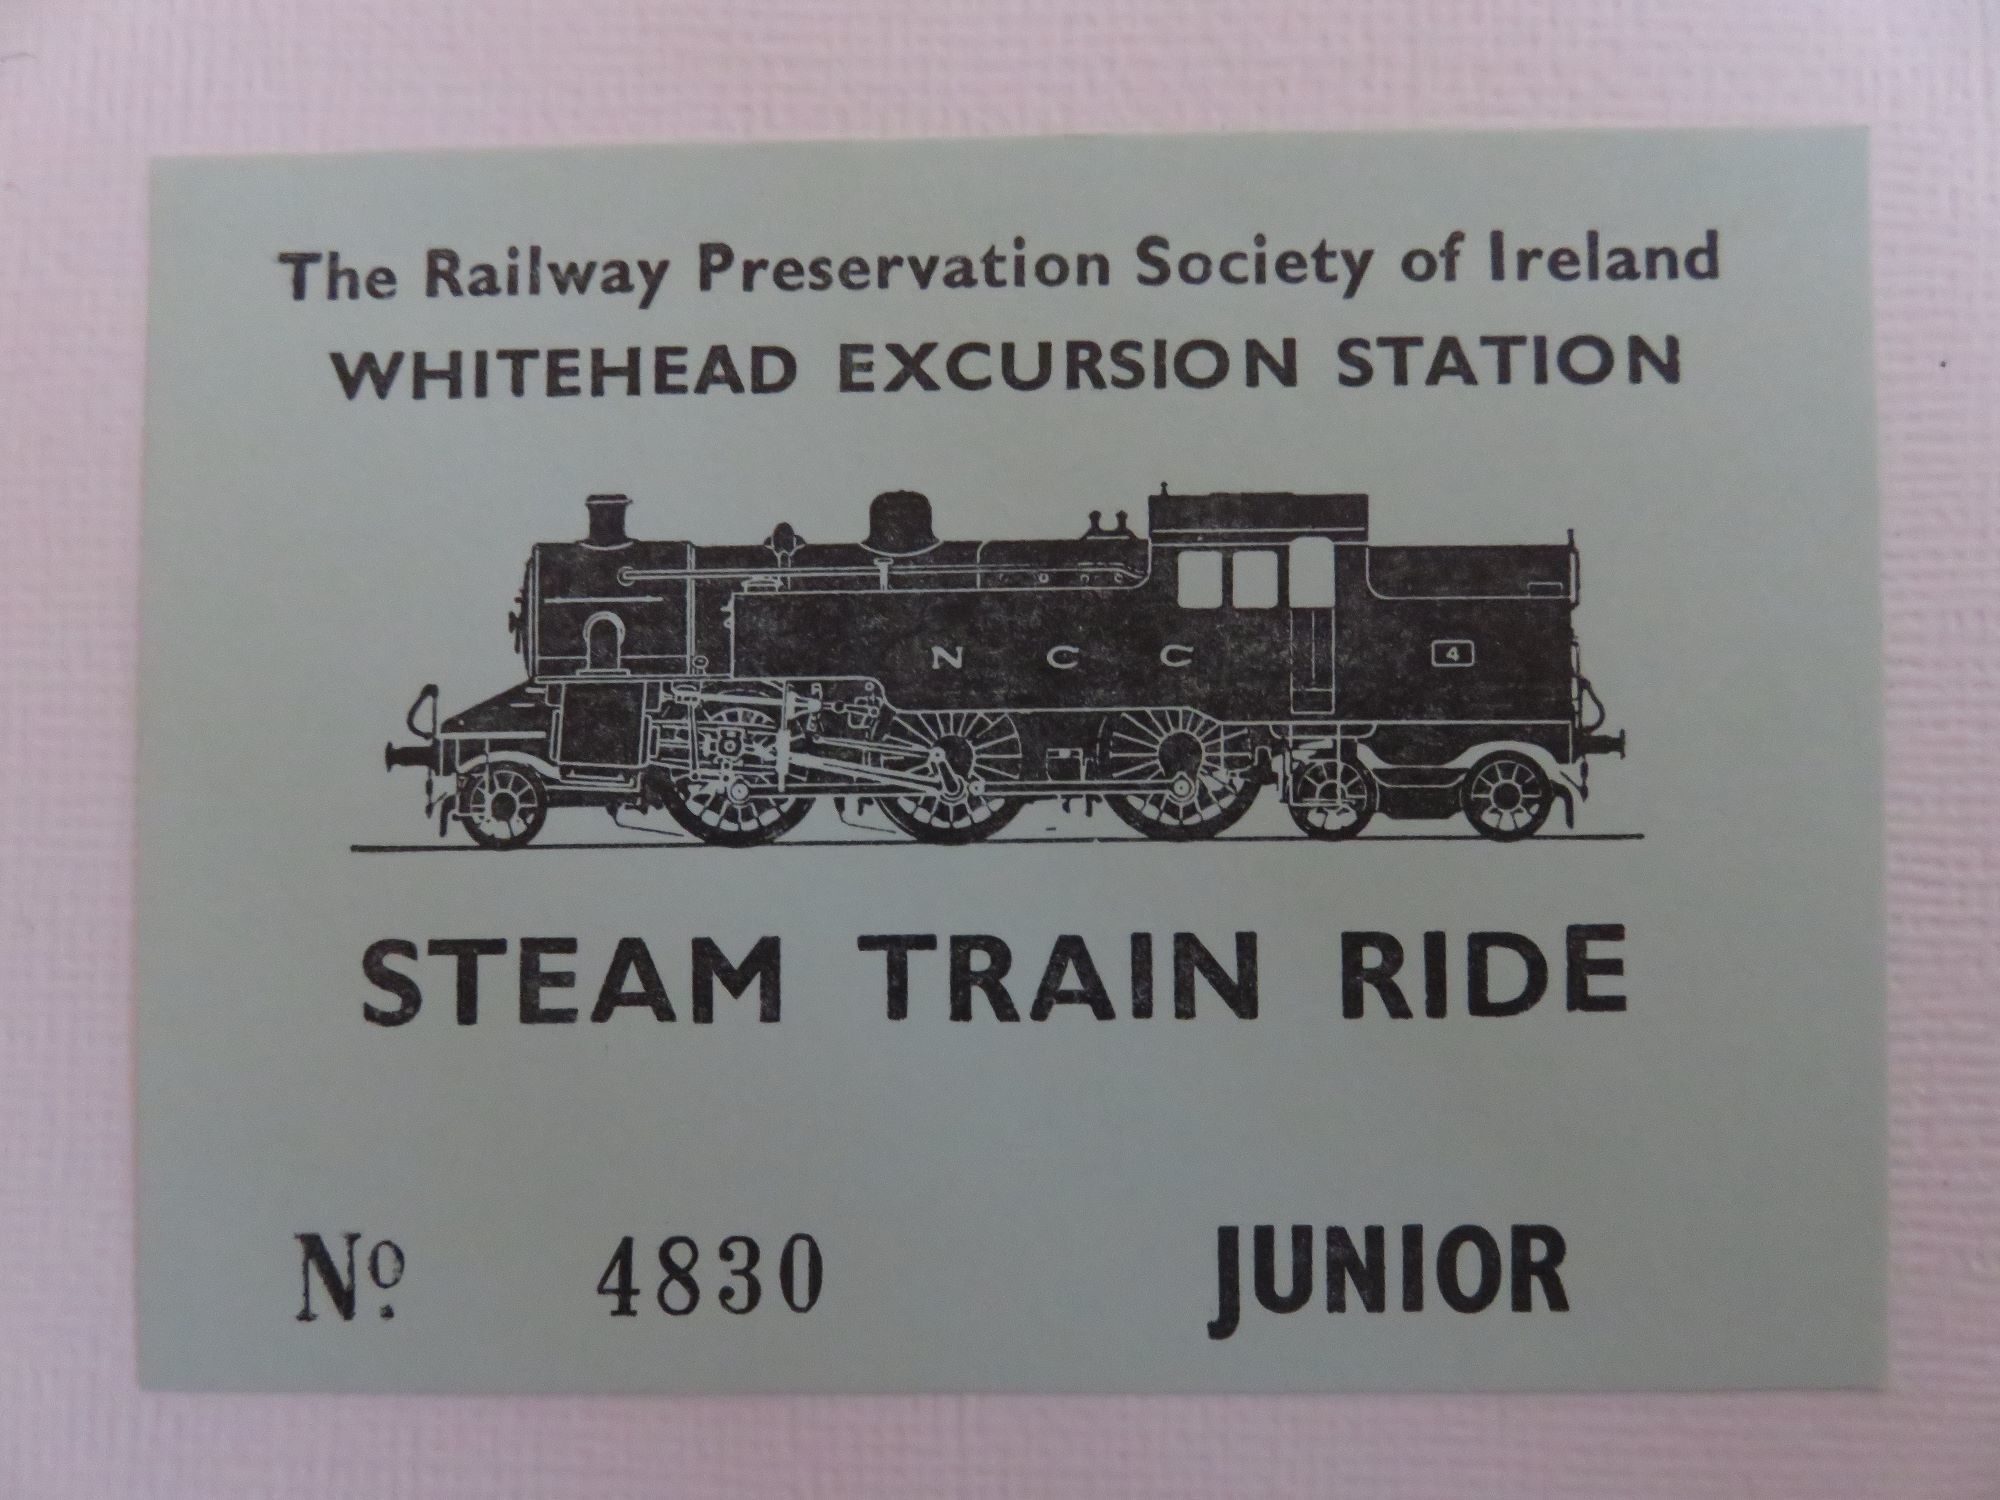 The Railway Preservation Society of Ireland
WHITEHEAD EXCURSION STATION
N C C
4
STEAM TRAIN RIDE
No. 4830 JUNIOR